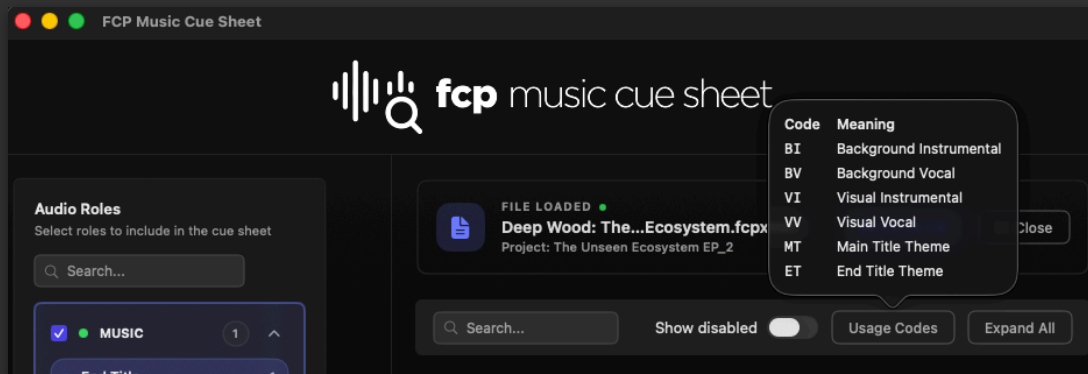 FCP Music Cue Sheet
fcp music cue sheet
Audio Roles
Select roles to include in the cue sheet
Search...
MUSIC
1
FILE LOADED
Deep Wood: The...Ecosystem.fcpx
Project: The Unseen Ecosystem EP_2
Close
Code Meaning
BI Background Instrumental
BV Background Vocal
VI Visual Instrumental
VV Visual Vocal
MT Main Title Theme
ET End Title Theme
Search...
Show disabled
Usage Codes
Expand All